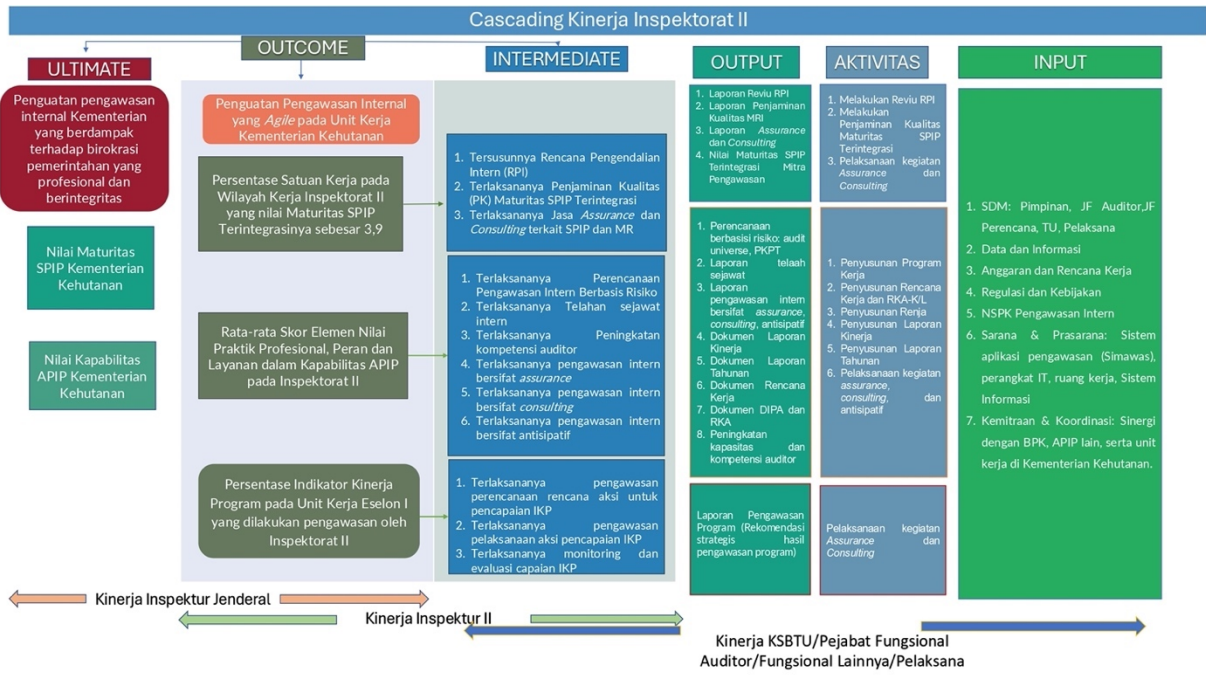 Cascading Kinerja Inspektorat II
ULTIMATE
Penguatan pengawasan
internal Kementerian
yang berdampak
terhadap birokrasi
pemerintahan yang
profesional dan
berintegritas
Nilai Maturitas
SPIP Kementerian
Kehutanan
Nilai Kapabilitas
APIP Kementerian
Kehutanan
OUTCOME
Penguatan Pengawasan Internal
yang Agile pada Unit Kerja
Kementerian Kehutanan
Persentase Satuan Kerja pada
Wilayah Kerja Inspektorat II
yang nilai Maturitas SPIP
Terintegrasinya sebesar 3,9
Rata-rata Skor Elemen Nilai
Praktik Profesional, Peran dan
Layanan dalam Kapabilitas APIP
pada Inspektorat II
Persentase Indikator Kinerja
Program pada Unit Kerja Eselon I
yang dilakukan pengawasan oleh
Inspektorat II
INTERMEDIATE
1. Tersusunnya Rencana Pengendalian
Intern (RPI)
2. Terlaksananya Penjaminan Kualitas
(PK) Maturitas SPIP Terintegrasi
3. Terlaksananya Jasa Assurance dan
Consulting terkait SPIP dan MR
1. Terlaksananya Perencanaan
Pengawasan Intern Berbasis Risiko
2. Terlaksananya Telahan sejawat
intern
3. Terlaksananya Peningkatan
kompetensi auditor
4. Terlaksananya pengawasan intern
bersifat assurance
5. Terlaksananya pengawasan intern
bersifat consulting
6. Terlaksananya pengawasan intern
bersifat antisipatif
1. Terlaksananya pengawasan
perencanaan rencana aksi untuk
pencapaian IKP
2. Terlaksananya pengawasan
pelaksanaan aksi pencapaian IKP
3. Terlaksananya monitoring dan
evaluasi capaian IKP
OUTPUT
1. Laporan Reviu RPI
2. Laporan Penjaminan
Kualitas MRI
3. Laporan Assurance
dan Consulting
4. Nilai Maturitas SPIP
Terintegrasi Mitra
Pengawasan
1. Perencanaan
berbasisi risiko: audit
universe, PKPT
2. Laporan telaah
sejawat
3. Laporan
pengawasan intern
bersifat assurance,
consulting, antisipatif
4. Dokumen Laporan
Kinerja
5. Dokumen Laporan
Tahunan
6. Dokumen Rencana
Kerja
7. Dokumen DIPA dan
RKA
8. Peningkatan
kapasitas dan
kompetensi auditor
Laporan Pengawasan
Program (Rekomendasi
strategis hasil
pengawasan program)
AKTIVITAS
1. Melakukan Reviu RPI
2. Melakukan
Penjaminan Kualitas
Maturitas SPIP
Terintegrasi
3. Pelaksanaan kegiatan
Assurance dan
Consulting
1. Penyusunan Program
Kerja
2. Penyusunan Rencana
Kerja dan RKA-K/L
3. Penyusunan Renja
4. Penyusunan Laporan
Kinerja
5. Penyusunan Laporan
Tahunan
6. Pelaksanaan kegiatan
assurance,
consulting, dan
antisipatif
Pelaksanaan kegiatan
Assurance dan
Consulting
INPUT
1. SDM: Pimpinan, JF Auditor,JF
Perencana, TU, Pelaksana
2. Data dan Informasi
3. Anggaran dan Rencana Kerja
4. Regulasi dan Kebijakan
5. NSPK Pengawasan Intern
6. Sarana & Prasarana: Sistem
aplikasi pengawasan (Simawas),
perangkat IT, ruang kerja, Sistem
Informasi
7. Kemitraan & Koordinasi: Sinergi
dengan BPK, APIP lain, serta unit
kerja di Kementerian Kehutanan.
Kinerja Inspektur Jenderal
Kinerja Inspektur II
Kinerja KSBTU/Pejabat Fungsional
Auditor/Fungsional Lainnya/Pelaksana